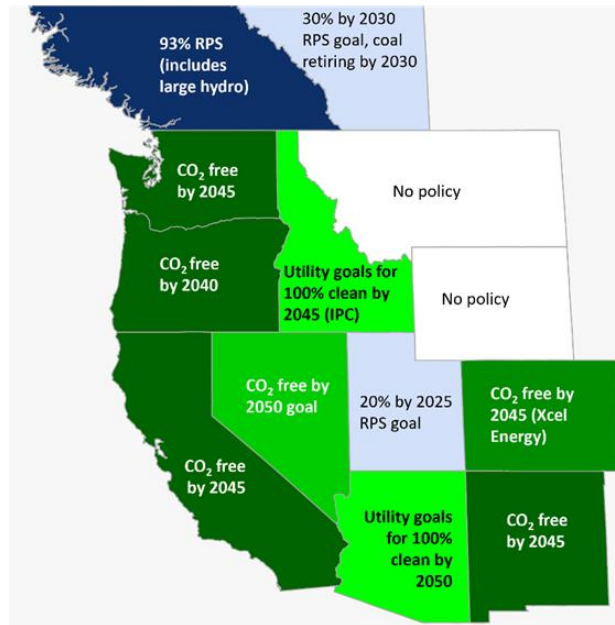 93% RPS
(includes
large hydro)
30% by 2030
RPS goal, coal
retiring by 2030
CO₂ free
by 2045
No policy
CO₂ free
by 2040
Utility goals for
100% clean by
2045 (IPC)
No policy
CO₂ free by
2050 goal
20% by 2025
RPS goal
CO₂ free by
2045 (Xcel
Energy)
CO₂ free
by 2045
Utility goals
for 100%
clean by
2050
CO₂ free
by 2045